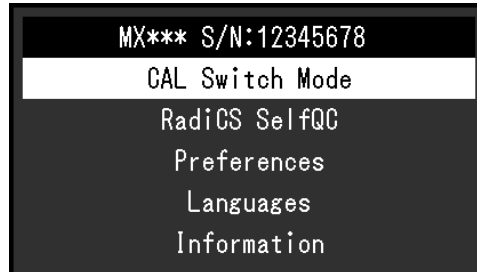 MX*** S/N:12345678
CAL Switch Mode
RadiCS SelfQC
Preferences
Languages
Information